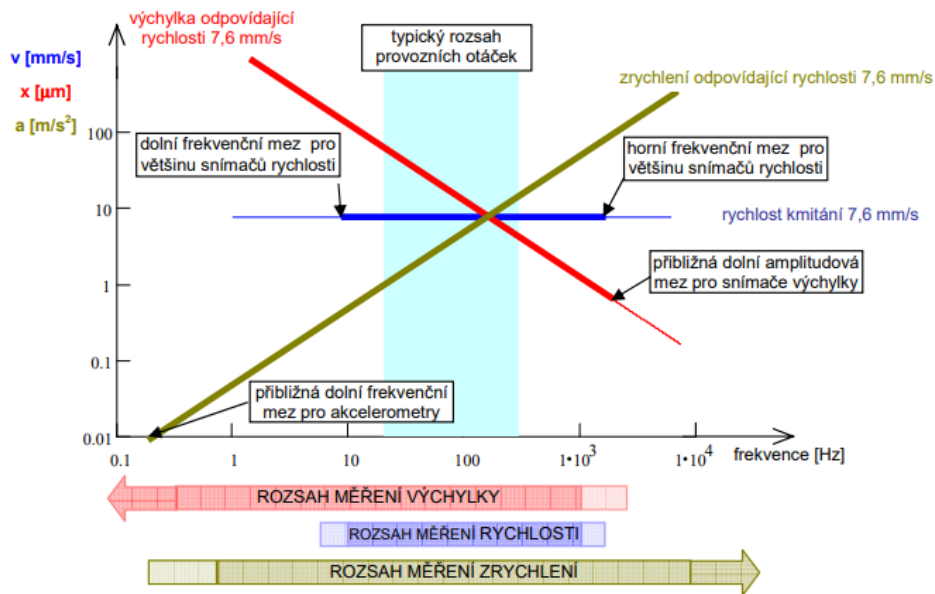 výchylka odpovídající
rychlosti 7,6 mm/s
typický rozsah
provozních otáček
v [mm/s]
x [μm]
a [m/s²]
zrychlení odpovídající rychlosti 7,6 mm/s
100
dolní frekvenční mez pro
většinu snímačů rychlosti
horní frekvenční mez pro
většinu snímačů rychlosti
10
rychlost kmitání 7,6 mm/s
1
přibližná dolní amplitudová
mez pro snímače výchylky
0.1
přibližná dolní frekvenční
mez pro akcelerometry
0.01
0.1
1
10
100
1•10³
1•10⁴
frekvence [Hz]
ROZSAH MĚŘENÍ VÝCHYLKY
ROZSAH MĚŘENÍ RYCHLOSTI
ROZSAH MĚŘENÍ ZRYCHLENÍ